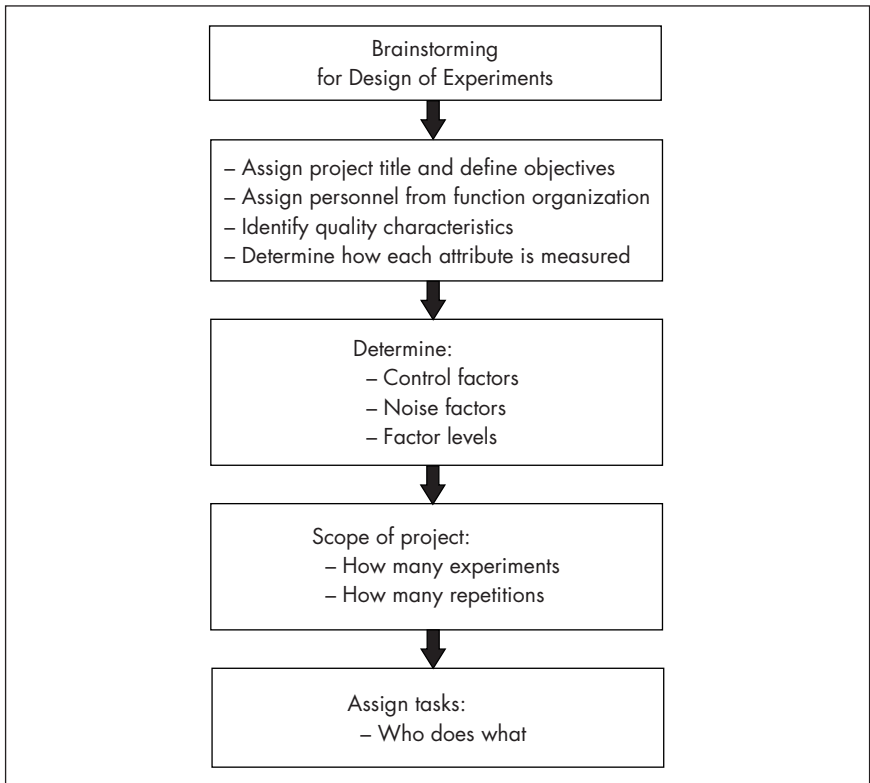 Brainstorming
for Design of Experiments
– Assign project title and define objectives
– Assign personnel from function organization
– Identify quality characteristics
– Determine how each attribute is measured
Determine:
– Control factors
– Noise factors
– Factor levels
Scope of project:
– How many experiments
– How many repetitions
Assign tasks:
– Who does what